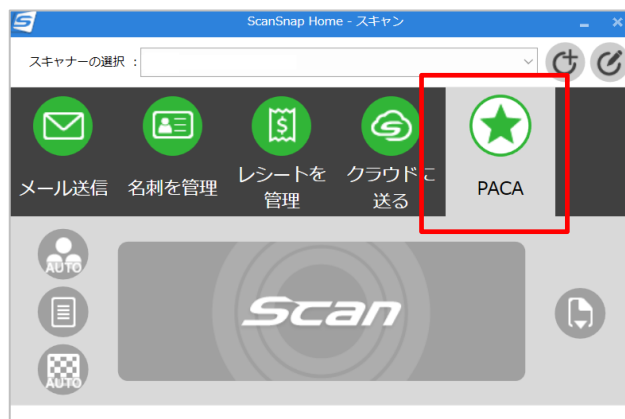 ScanSnap Home - スキャン
スキャナーの選択 :
メール送信
名刺を管理
レシートを
管理
クラウドに
送る
PACA
AUTO
Scan
AUTO